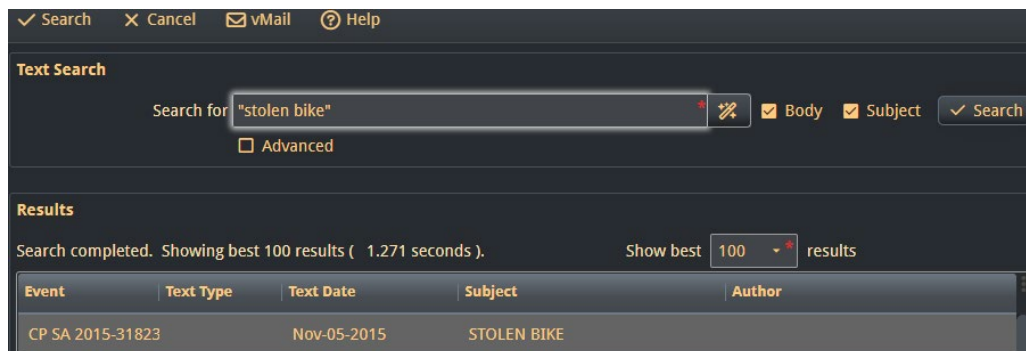 Search Cancel vMail Help
Text Search
Search for "stolen bike" * Body Subject Search
Advanced
Results
Search completed. Showing best 100 results ( 1.271 seconds ). Show best 100 * results
Event Text Type Text Date Subject Author
CP SA 2015-31823 Nov-05-2015 STOLEN BIKE